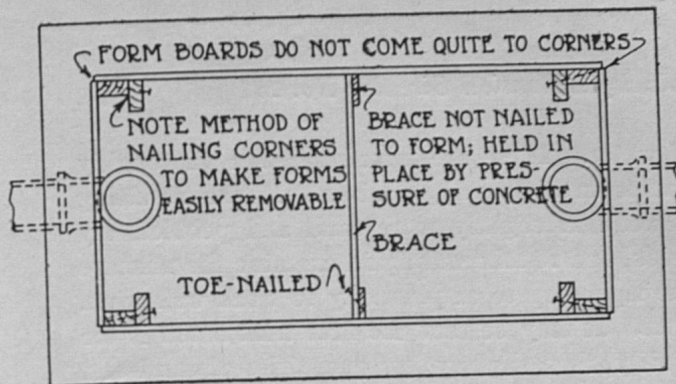 FORM BOARDS DO NOT COME QUITE TO CORNERS
NOTE METHOD OF
NAILING CORNERS
TO MAKE FORMS
EASILY REMOVABLE
BRACE NOT NAILED
TO FORM; HELD IN
PLACE BY PRES-
SURE OF CONCRETE
BRACE
TOE-NAILED